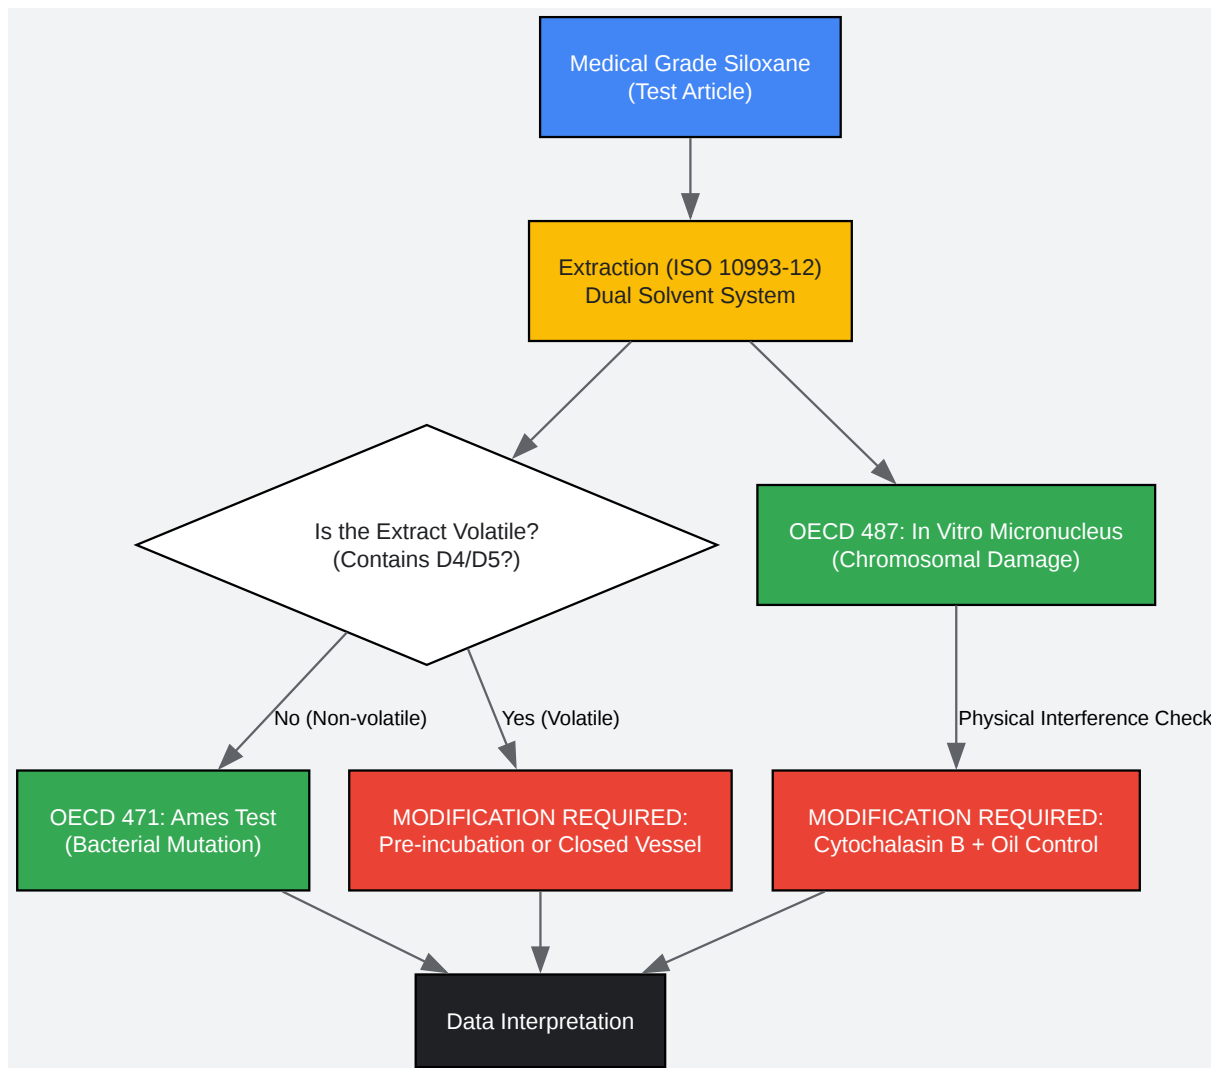 Medical Grade Siloxane
(Test Article)
Extraction (ISO 10993-12)
Dual Solvent System
Is the Extract Volatile?
(Contains D4/D5?)
OECD 487: In Vitro Micronucleus
(Chromosomal Damage)
No (Non-volatile)
Yes (Volatile)
Physical Interference Check
OECD 471: Ames Test
(Bacterial Mutation)
MODIFICATION REQUIRED:
Pre-incubation or Closed Vessel
MODIFICATION REQUIRED:
Cytochalasin B + Oil Control
Data Interpretation